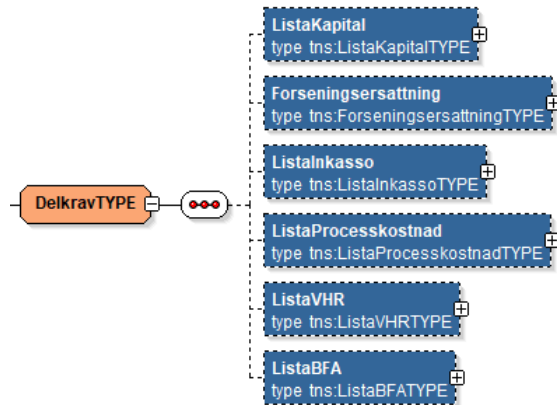 DelkravTYPE
ListaKapital
type tns:ListaKapitalTYPE
Forseningsersattning
type tns:ForseningsersattningTYPE
ListaInkasso
type tns:ListaInkassoTYPE
ListaProcesskostnad
type tns:ListaProcesskostnadTYPE
ListaVHR
type tns:ListaVHRTYPE
ListaBFA
type tns:ListaBFATYPE